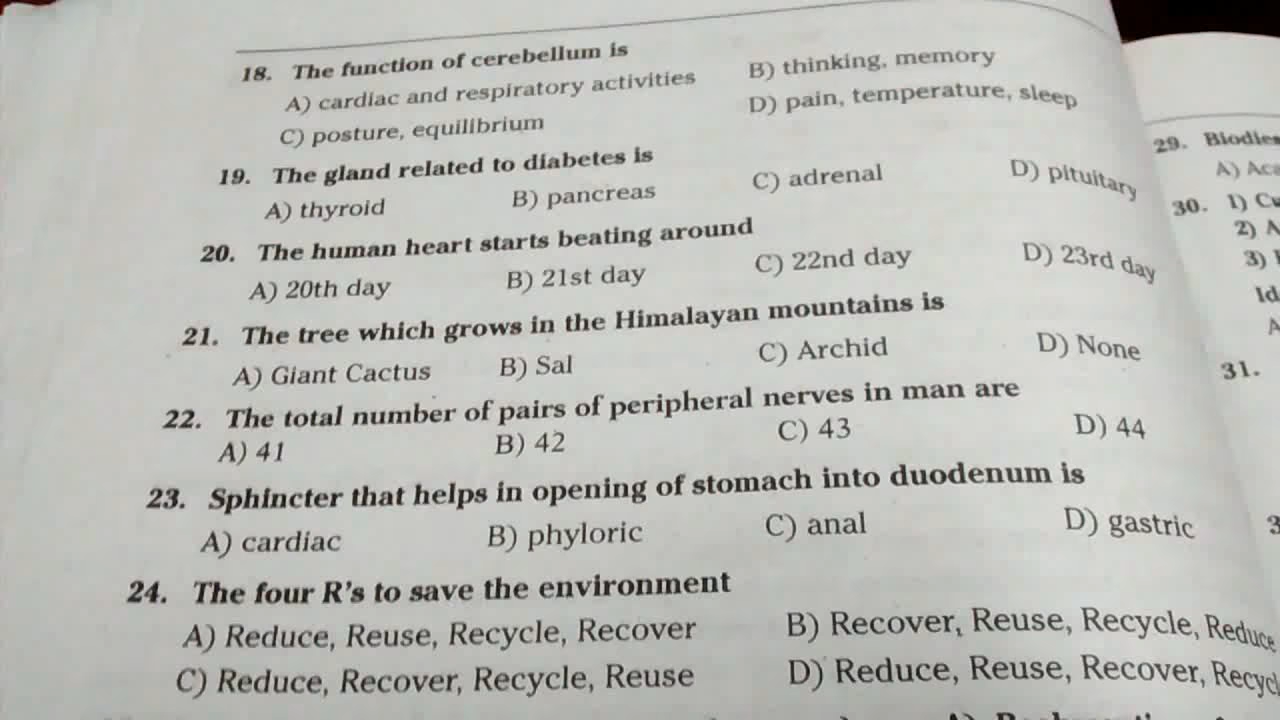 18. The function of cerebellum is
A) cardiac and respiratory activities B) thinking, memory
C) posture, equilibrium D) pain, temperature, sleep
19. The gland related to diabetes is
A) thyroid B) pancreas C) adrenal D) pituitary
20. The human heart starts beating around
A) 20th day B) 21st day C) 22nd day D) 23rd day
21. The tree which grows in the Himalayan mountains is
A) Giant Cactus B) Sal C) Archid D) None
22. The total number of pairs of peripheral nerves in man are
A) 41 B) 42 C) 43 D) 44
23. Sphincter that helps in opening of stomach into duodenum is
A) cardiac B) phyloric C) anal D) gastric
24. The four R's to save the environment
A) Reduce, Reuse, Recycle, Recover B) Recover, Reuse, Recycle, Reduce
C) Reduce, Recover, Recycle, Reuse D) Reduce, Reuse, Recover,
29.
A)
30. 1)
2)
3)
31.